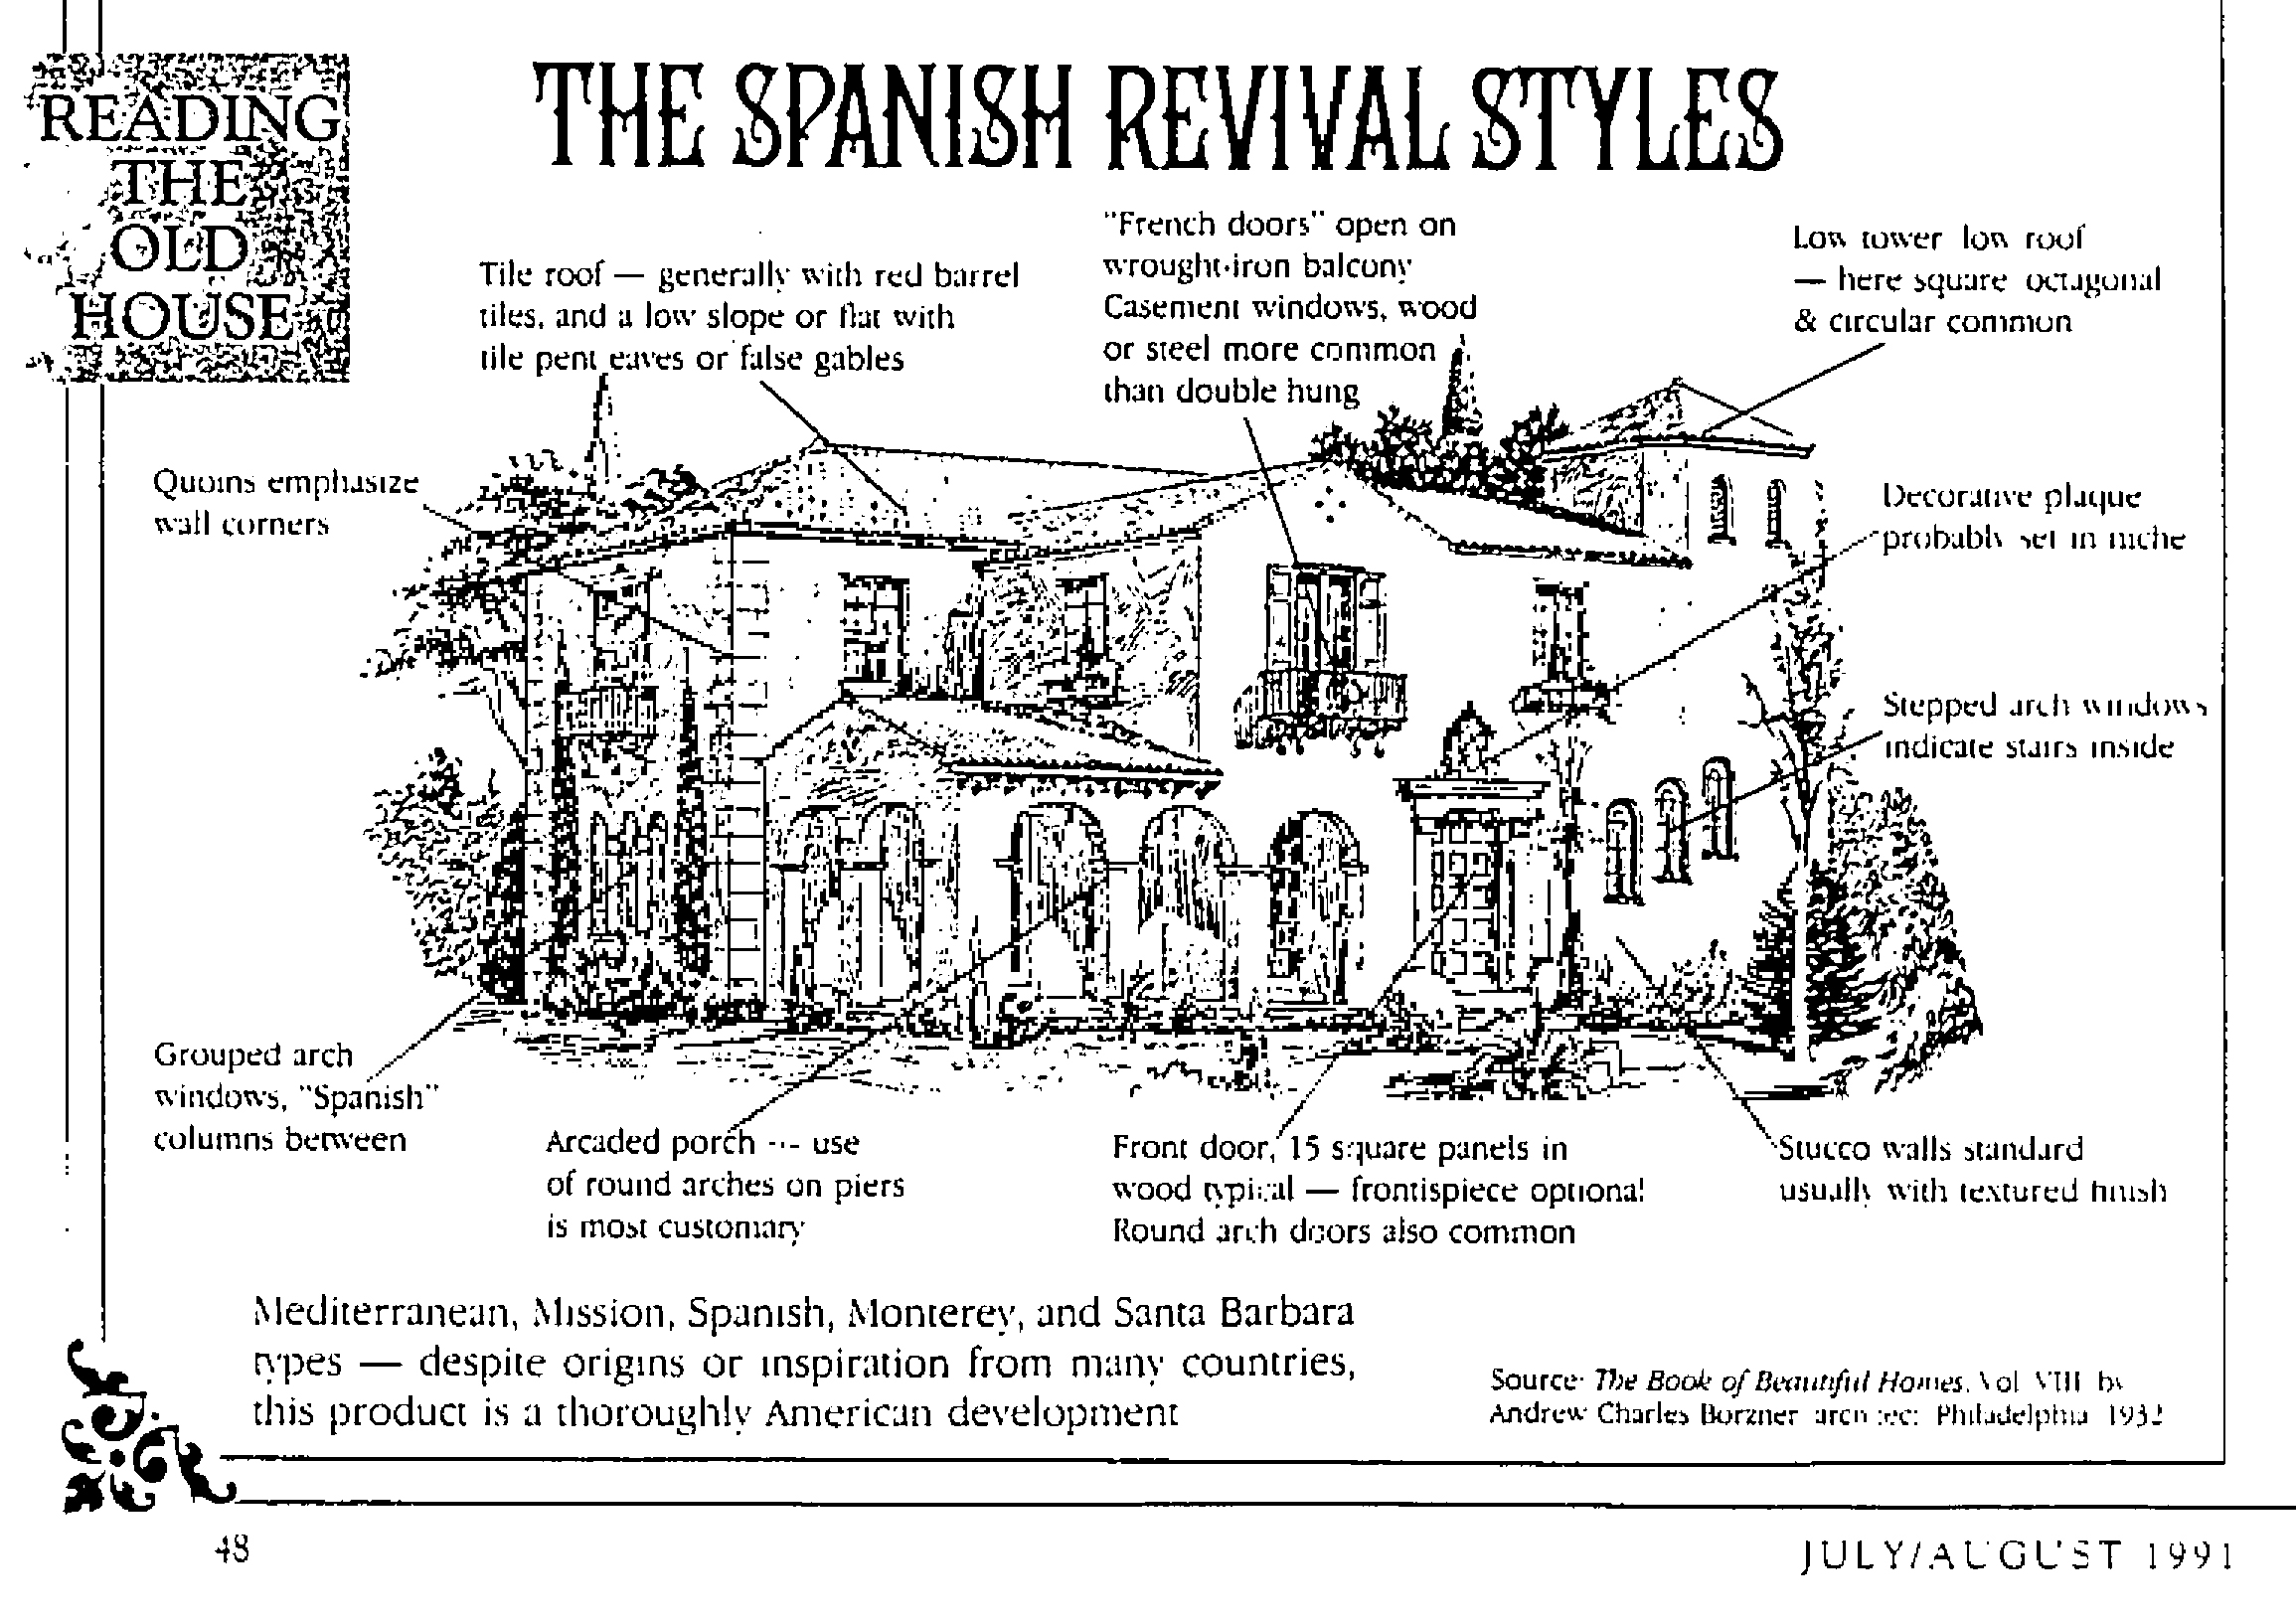 READING
THE
OLD
HOUSE
THE SPANISH REVIVAL STYLES
Tile roof — generally with red barrel
tiles, and a low slope or flat with
tile pent eaves or false gables
"French doors" open on
wrought-iron balcony
Casement windows, wood
or steel more common
than double hung
Low tower low roof
— here square octagonal
& circular common
Quoins emphasize
wall corners
Decorative plaque
probably set in niche
Stepped arch windows
indicate stairs inside
Grouped arch
windows, "Spanish"
columns between
Arcaded porch -- use
of round arches on piers
is most customary
Front door, 15 square panels in
wood typical — frontispiece optional
Round arch doors also common
Stucco walls standard
usually with textured finish
Mediterranean, Mission, Spanish, Monterey, and Santa Barbara
types — despite origins or inspiration from many countries,
this product is a thoroughly American development
Source: The Book of Beautiful Homes, Vol VIII by
Andrew Charles Borzner architect Philadelphia 1932
48
JULY/AUGUST 1991